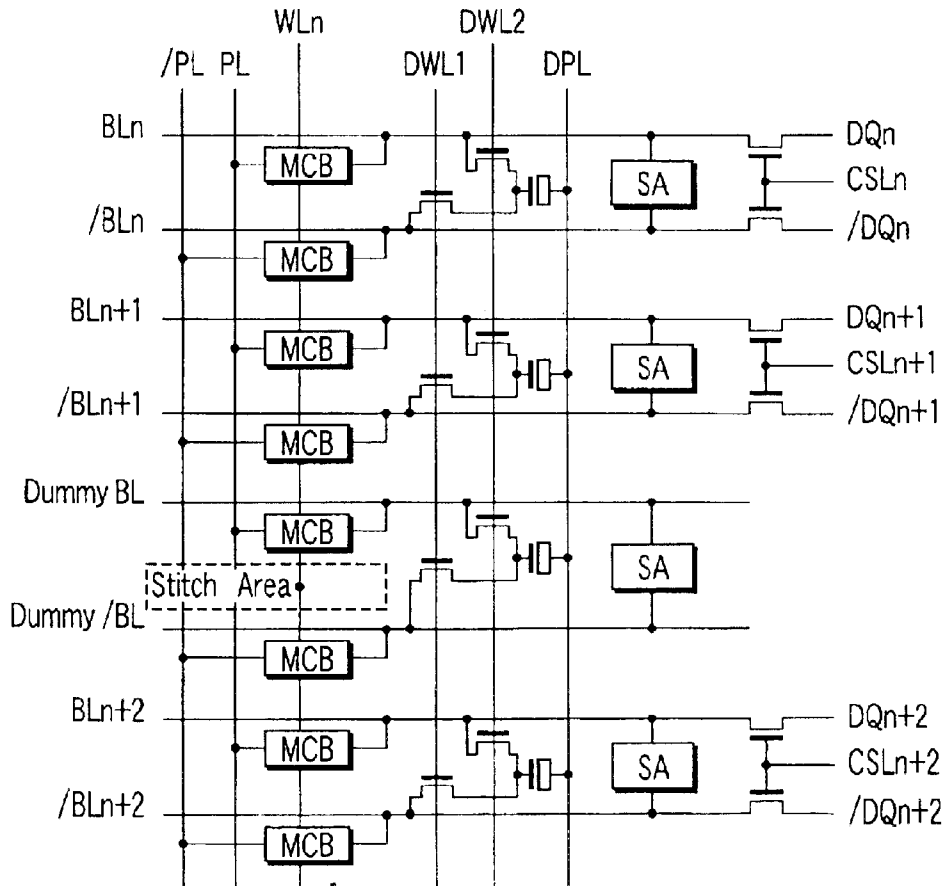 WLn DWL2
/PL PL DWL1 DPL
BLn DQn
MCB SA CSLn
/BLn /DQn
MCB
BLn+1 DQn+1
MCB SA CSLn+1
/BLn+1 /DQn+1
MCB
Dummy BL
MCB SA
Stitch Area
Dummy /BL
MCB
BLn+2 DQn+2
MCB SA CSLn+2
/BLn+2 /DQn+2
MCB